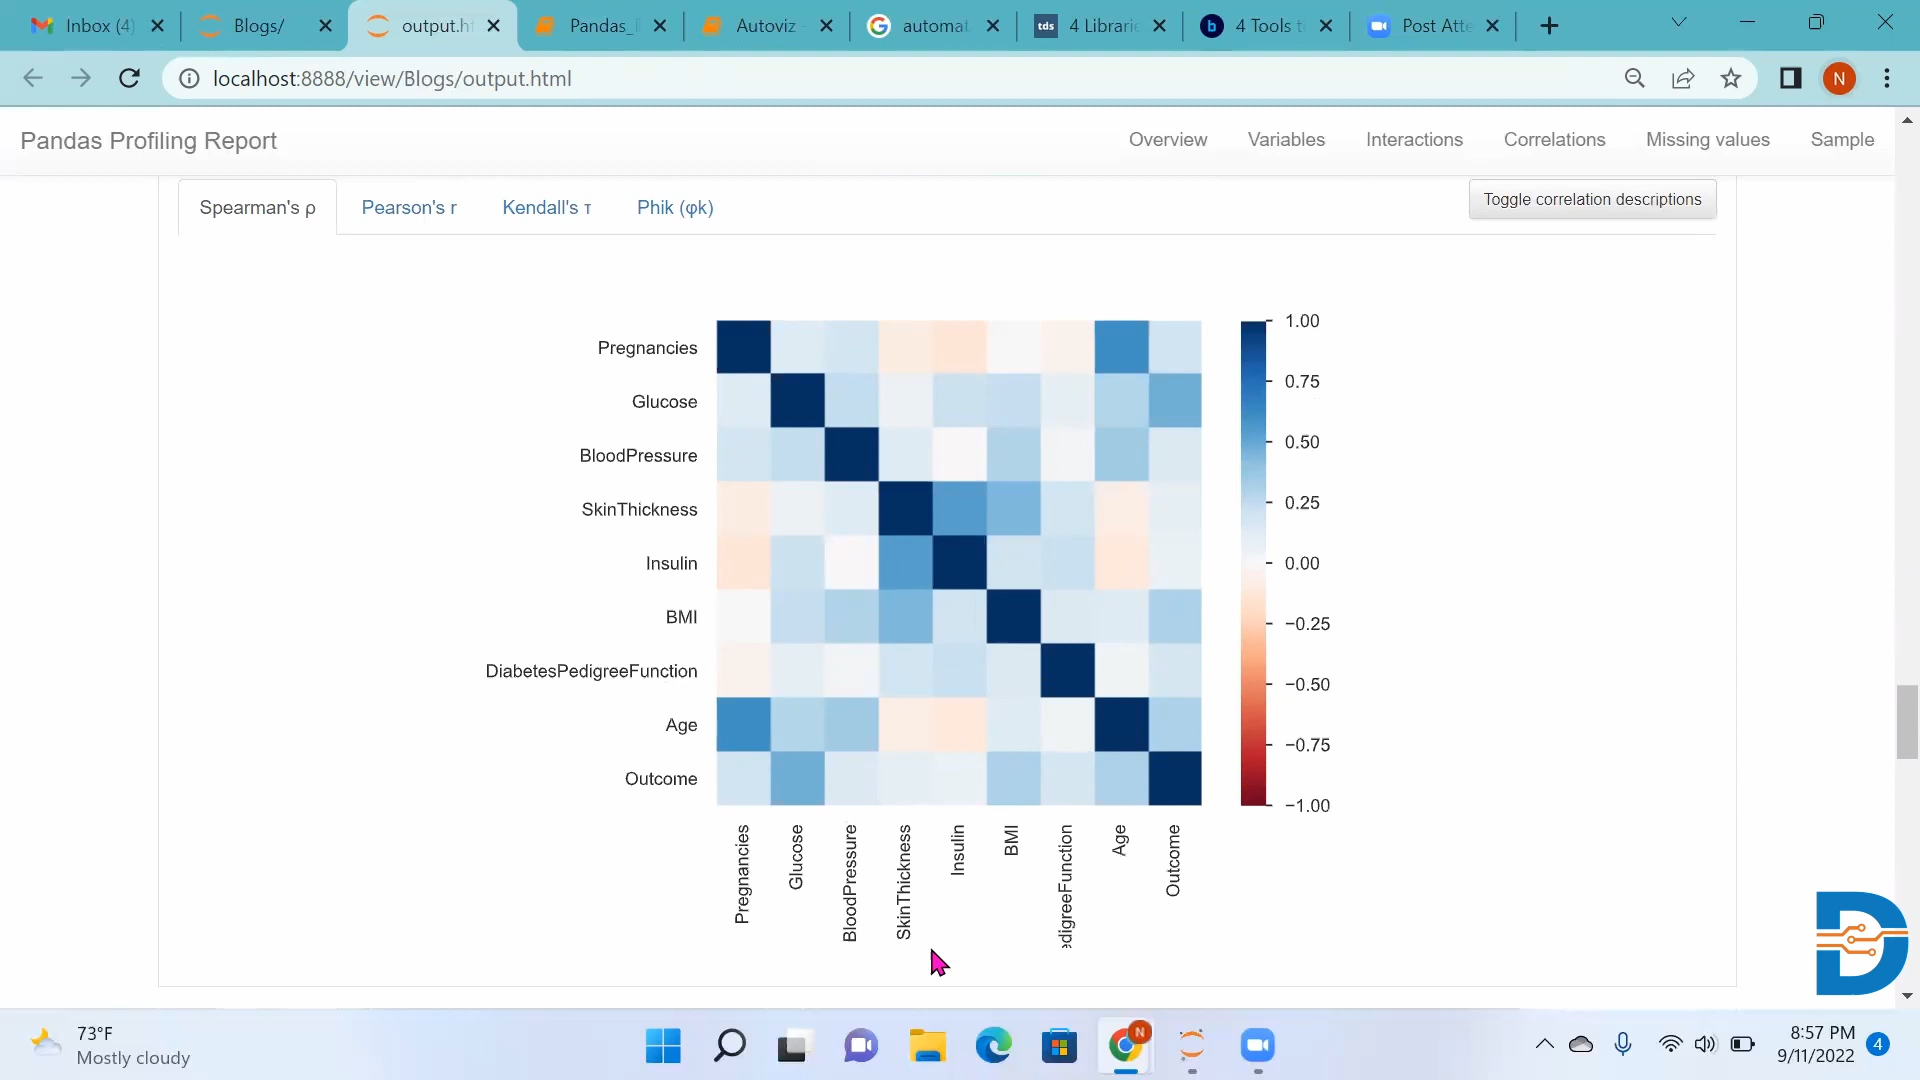 Inbox (4)
Blogs/
output.h
Pandas_
Autoviz
automat
tds
4 Librarie
b
4 Tools t
Post Atte
localhost:8888/view/Blogs/output.html
N
Pandas Profiling Report
Overview
Variables
Interactions
Correlations
Missing values
Sample
Spearman's ρ
Pearson's r
Kendall's τ
Phik (φk)
Toggle correlation descriptions
Pregnancies
Glucose
BloodPressure
SkinThickness
Insulin
BMI
DiabetesPedigreeFunction
Age
Outcome
1.00
0.75
0.50
0.25
0.00
−0.25
−0.50
−0.75
−1.00
Pregnancies
Glucose
BloodPressure
SkinThickness
Insulin
BMI
edigreeFunction
Age
Outcome
73°F
Mostly cloudy
N
8:57 PM
9/11/2022
4